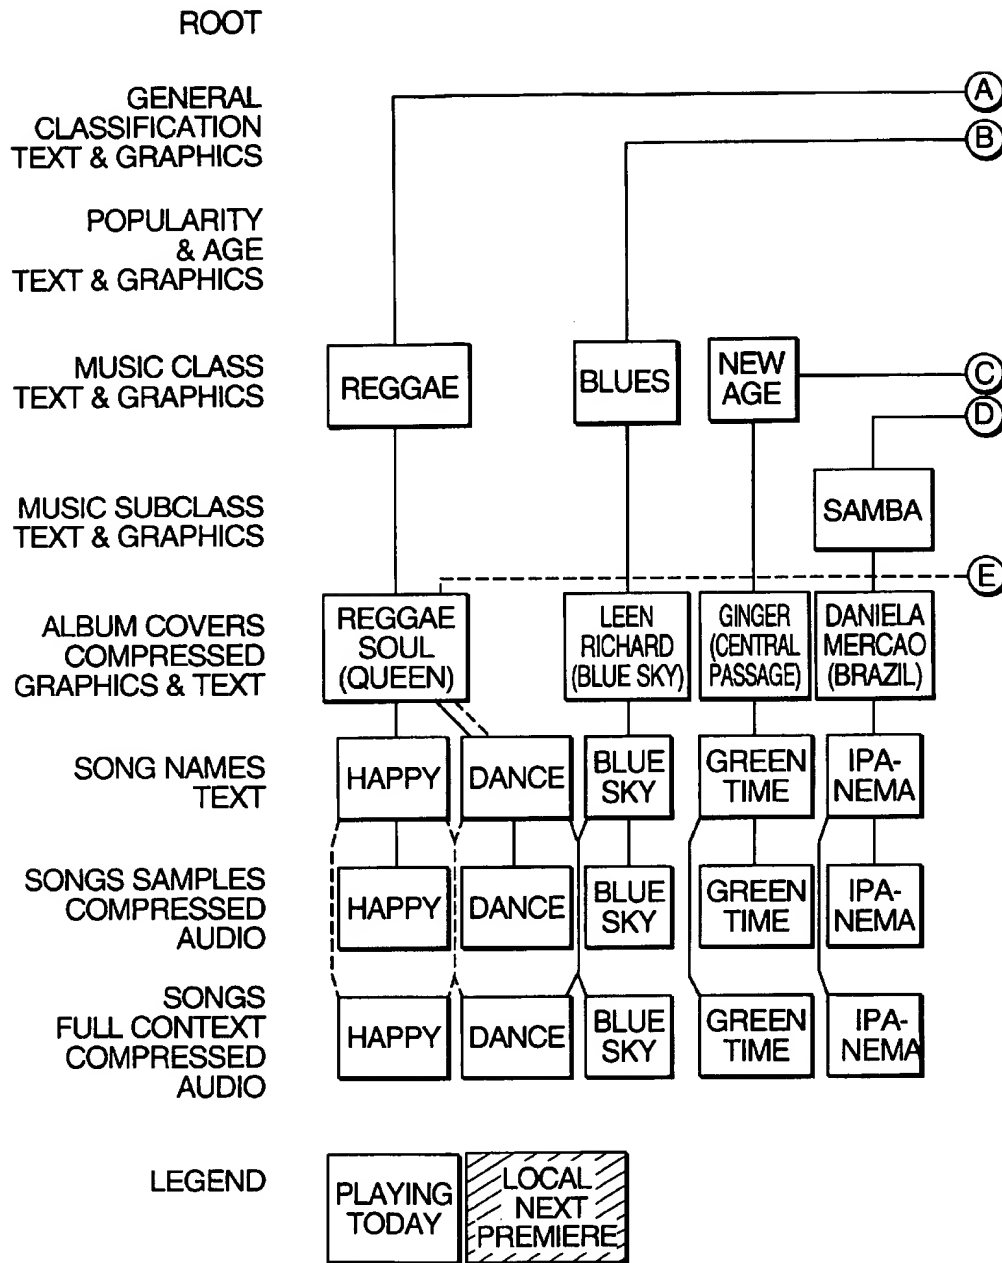 ROOT
GENERAL
CLASSIFICATION
TEXT & GRAPHICS
A
B
POPULARITY
& AGE
TEXT & GRAPHICS
MUSIC CLASS
TEXT & GRAPHICS
REGGAE
BLUES
NEW
AGE
C
D
MUSIC SUBCLASS
TEXT & GRAPHICS
SAMBA
E
ALBUM COVERS
COMPRESSED
GRAPHICS & TEXT
REGGAE
SOUL
(QUEEN)
LEEN
RICHARD
(BLUE SKY)
GINGER
(CENTRAL
PASSAGE)
DANIELA
MERCAO
(BRAZIL)
SONG NAMES
TEXT
HAPPY
DANCE
BLUE
SKY
GREEN
TIME
IPA-
NEMA
SONGS SAMPLES
COMPRESSED
AUDIO
HAPPY
DANCE
BLUE
SKY
GREEN
TIME
IPA-
NEMA
SONGS
FULL CONTEXT
COMPRESSED
AUDIO
HAPPY
DANCE
BLUE
SKY
GREEN
TIME
IPA-
NEMA
LEGEND
PLAYING
TODAY
LOCAL
NEXT
PREMIERE